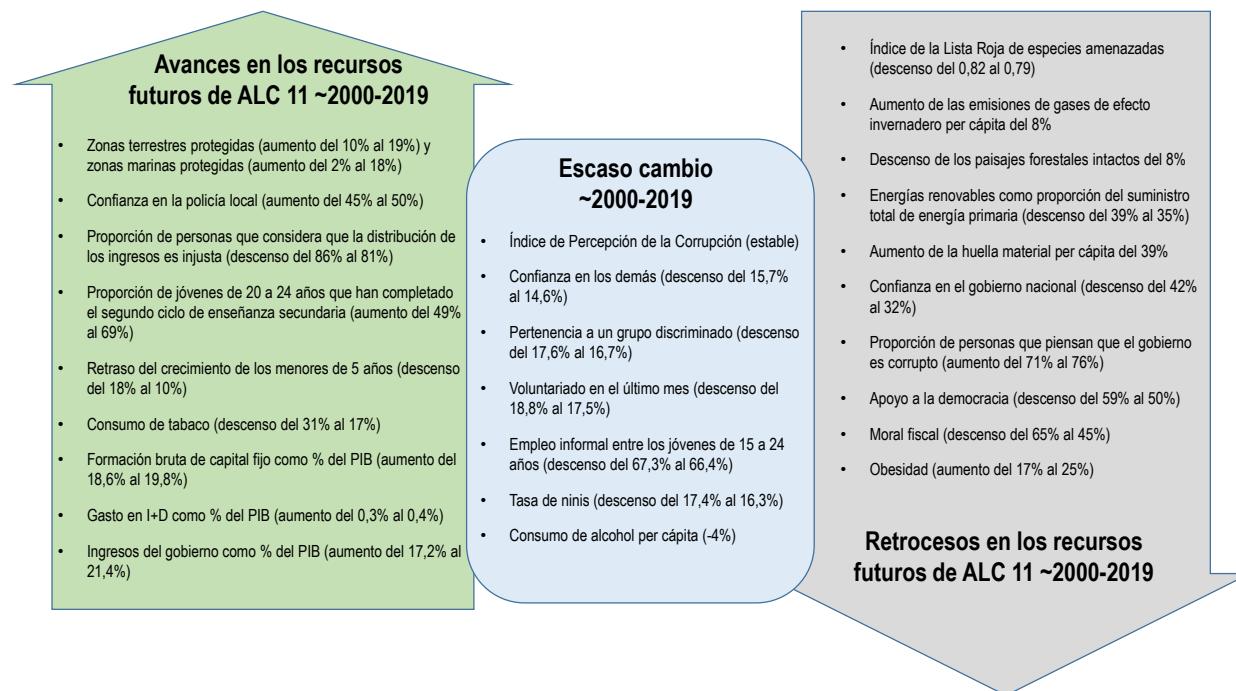 Avances en los recursos
futuros de ALC 11 ~2000-2019
• Zonas terrestres protegidas (aumento del 10% al 19%) y
zonas marinas protegidas (aumento del 2% al 18%)
• Confianza en la policía local (aumento del 45% al 50%)
• Proporción de personas que considera que la distribución de
los ingresos es injusta (descenso del 86% al 81%)
• Proporción de jóvenes de 20 a 24 años que han completado
el segundo ciclo de enseñanza secundaria (aumento del 49%
al 69%)
• Retraso del crecimiento de los menores de 5 años (descenso
del 18% al 10%)
• Consumo de tabaco (descenso del 31% al 17%)
• Formación bruta de capital fijo como % del PIB (aumento del
18,6% al 19,8%)
• Gasto en I+D como % del PIB (aumento del 0,3% al 0,4%)
• Ingresos del gobierno como % del PIB (aumento del 17,2% al
21,4%)
Escaso cambio
~2000-2019
• Índice de Percepción de la Corrupción (estable)
• Confianza en los demás (descenso del 15,7%
al 14,6%)
• Pertenencia a un grupo discriminado (descenso
del 17,6% al 16,7%)
• Voluntariado en el último mes (descenso del
18,8% al 17,5%)
• Empleo informal entre los jóvenes de 15 a 24
años (descenso del 67,3% al 66,4%)
• Tasa de ninis (descenso del 17,4% al 16,3%)
• Consumo de alcohol per cápita (-4%)
• Índice de la Lista Roja de especies amenazadas
(descenso del 0,82 al 0,79)
• Aumento de las emisiones de gases de efecto
invernadero per cápita del 8%
• Descenso de los paisajes forestales intactos del 8%
• Energías renovables como proporción del suministro
total de energía primaria (descenso del 39% al 35%)
• Aumento de la huella material per cápita del 39%
• Confianza en el gobierno nacional (descenso del 42%
al 32%)
• Proporción de personas que piensan que el gobierno
es corrupto (aumento del 71% al 76%)
• Apoyo a la democracia (descenso del 59% al 50%)
• Moral fiscal (descenso del 65% al 45%)
• Obesidad (aumento del 17% al 25%)
Retrocesos en los recursos
futuros de ALC 11 ~2000-2019